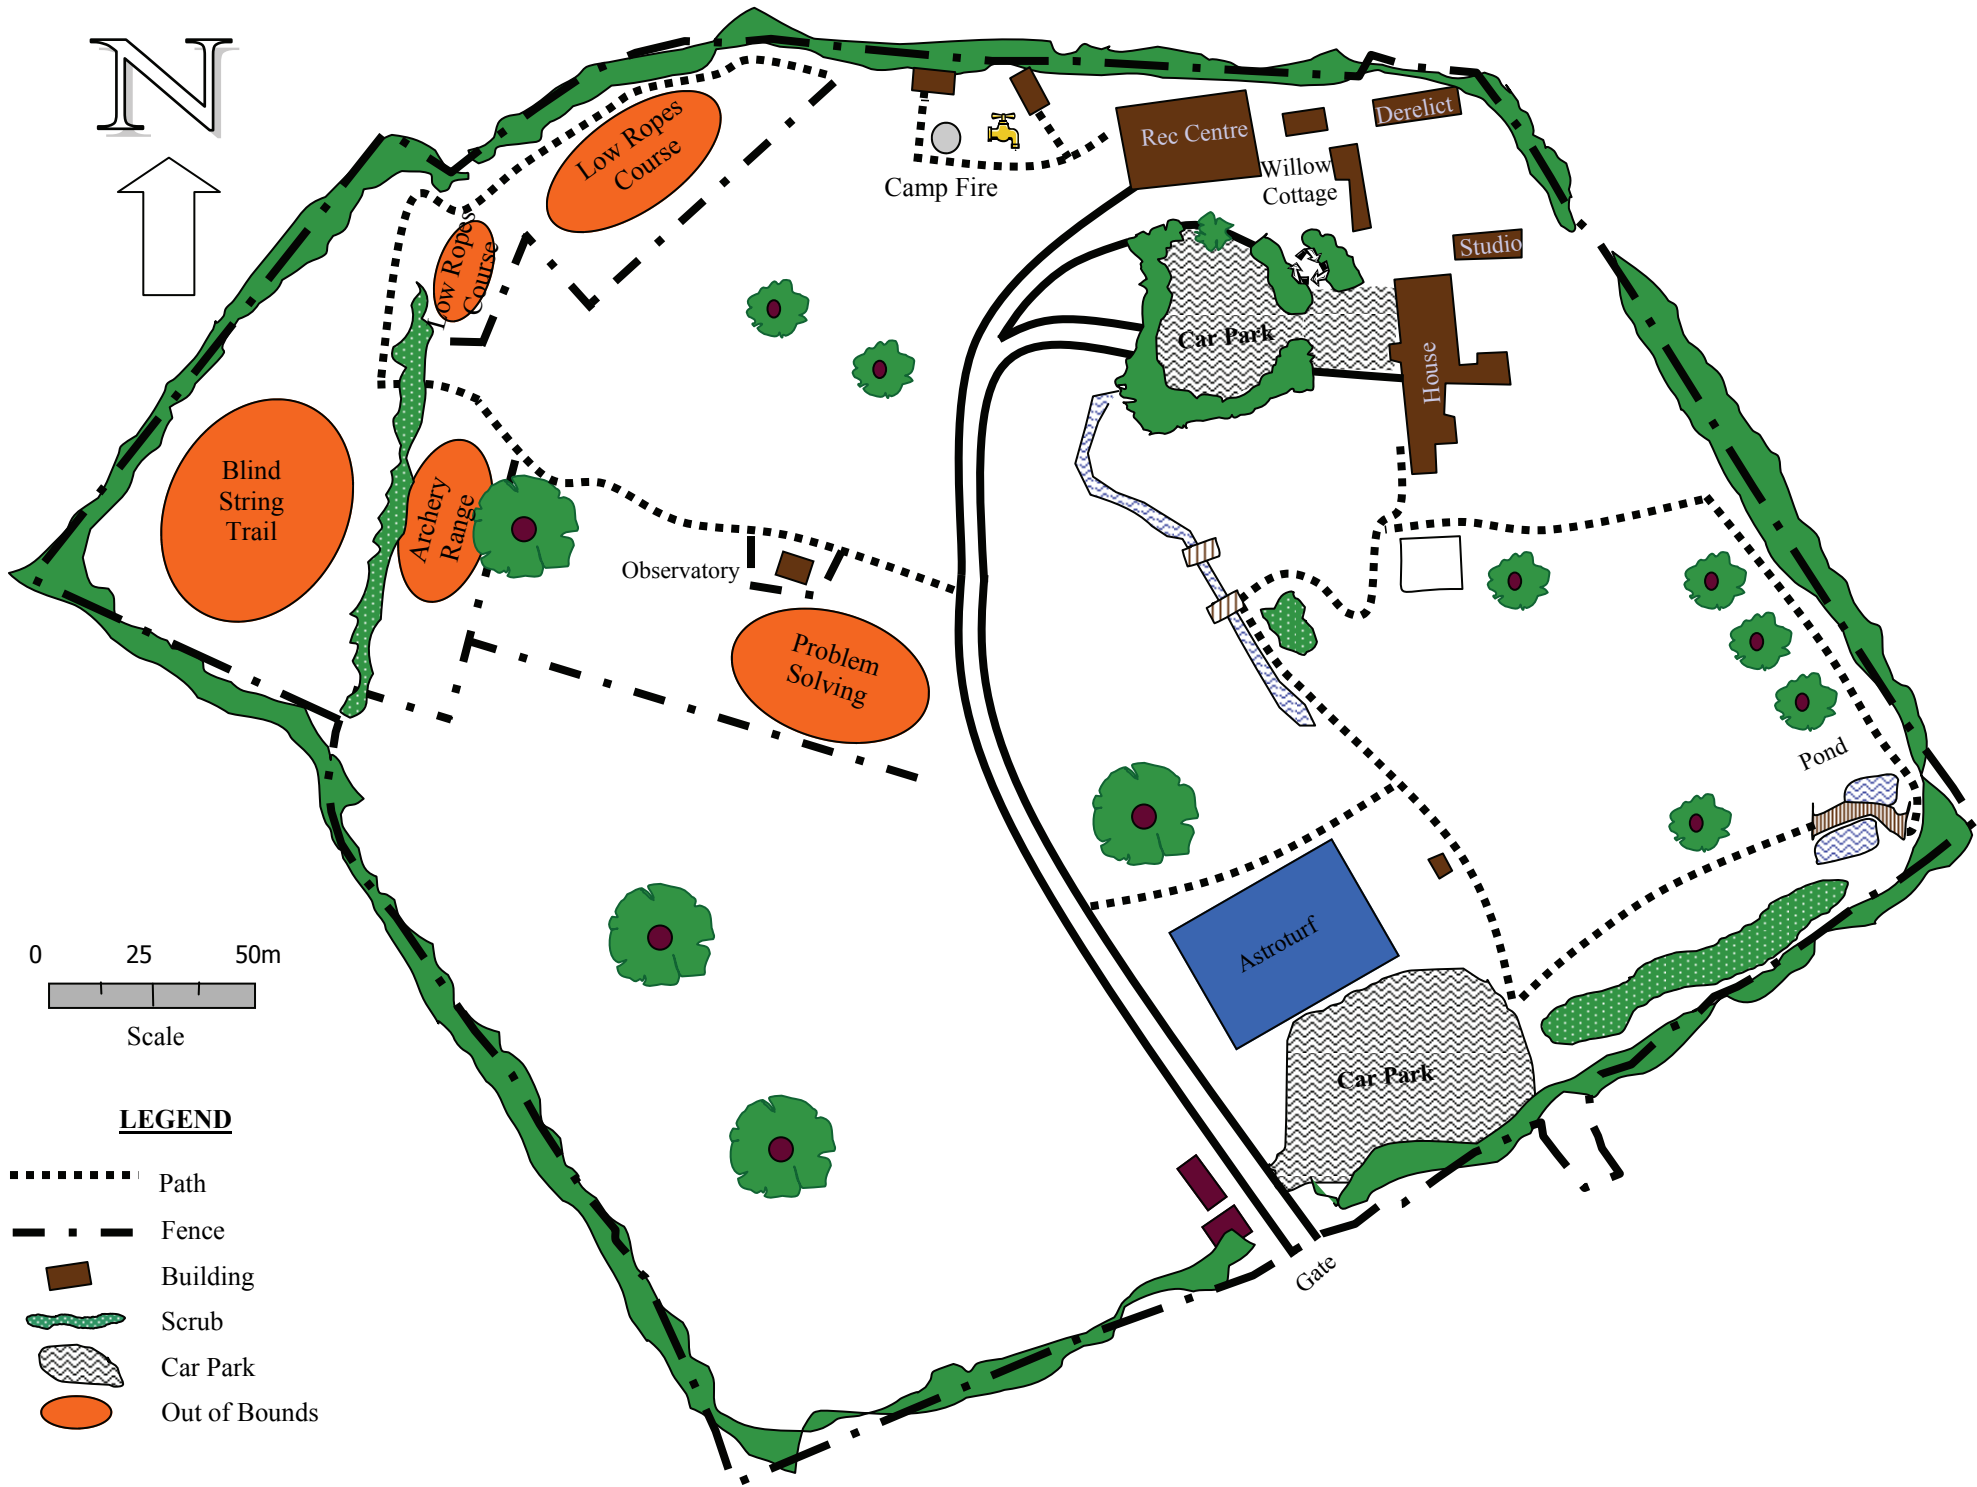 N
Low Ropes
Course
Low Ropes
Course
Camp Fire
Rec Centre
Derelict
Willow
Cottage
Studio
Car Park
House
Blind
String
Trail
Archery
Range
Observatory
Problem
Solving
Pond
Astroturf
Car Park
Gate
0 25 50m
Scale
LEGEND
Path
Fence
Building
Scrub
Car Park
Out of Bounds